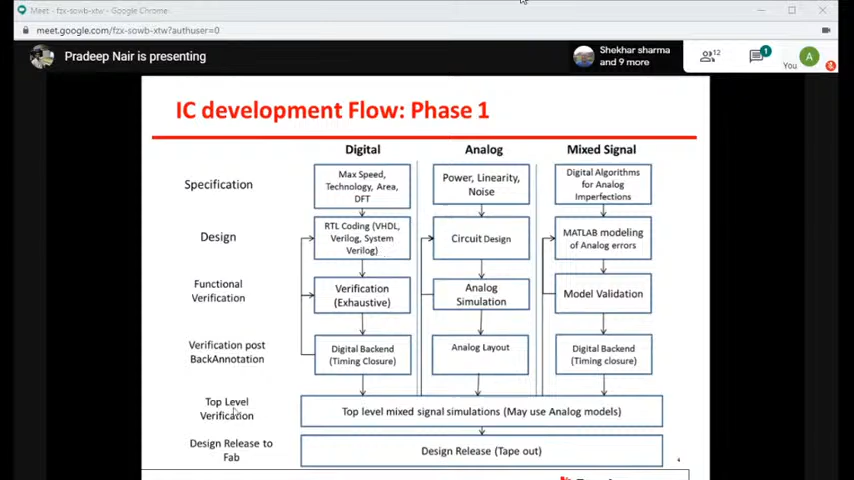 Meet - fzx-sowb-xtw - Google Chrome
meet.google.com/fzx-sowb-xtw?authuser=0
Pradeep Nair is presenting
Shekhar sharma
and 9 more
12
1
You
A
IC development Flow: Phase 1
Digital
Analog
Mixed Signal
Specification
Max Speed,
Technology, Area,
DFT
Power, Linearity,
Noise
Digital Algorithms
for Analog
Imperfections
Design
RTL Coding (VHDL,
Verilog, System
Verilog)
Circuit Design
MATLAB modeling
of Analog errors
Functional
Verification
Verification
(Exhaustive)
Analog
Simulation
Model Validation
Verification post
BackAnnotation
Digital Backend
(Timing Closure)
Analog Layout
Digital Backend
(Timing closure)
Top Level
Verification
Top level mixed signal simulations (May use Analog models)
Design Release to
Fab
Design Release (Tape out)